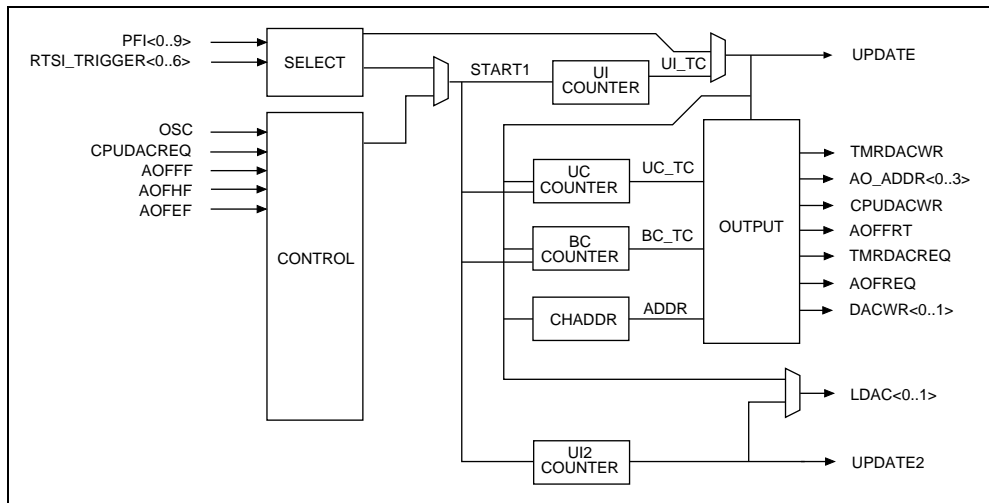 PFI<0..9>
RTSI_TRIGGER<0..6>
SELECT
START1
UI
COUNTER
UI_TC
UPDATE
OSC
CPUDACREQ
AOFFF
AOFHF
AOFEF
CONTROL
UC
COUNTER
UC_TC
BC
COUNTER
BC_TC
CHADDR
ADDR
OUTPUT
TMRDACWR
AO_ADDR<0..3>
CPUDACWR
AOFFRT
TMRDACREQ
AOFREQ
DACWR<0..1>
LDAC<0..1>
UI2
COUNTER
UPDATE2